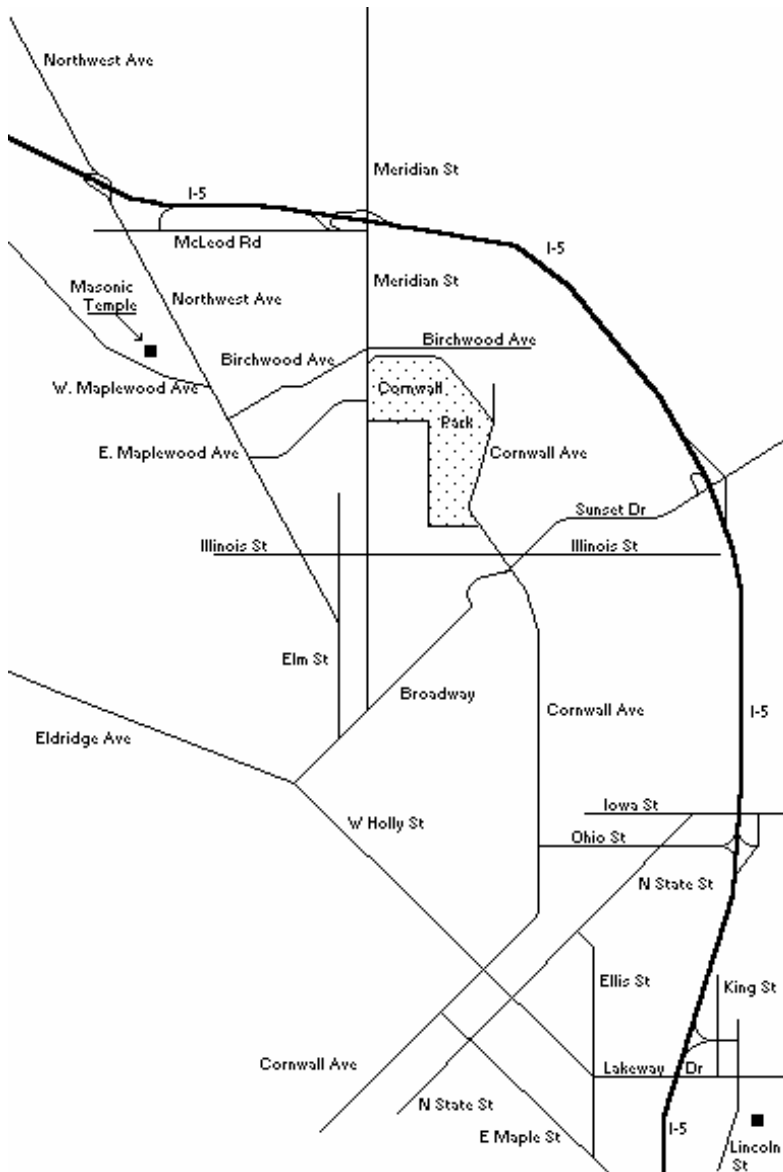 Northwest Ave
Meridian St
I-5
I-5
McLeod Rd
Meridian St
Masonic
Temple
Northwest Ave
Birchwood Ave
Birchwood Ave
W. Maplewood Ave
Cornwall
Park
E. Maplewood Ave
Cornwall Ave
Sunset Dr
Illinois St
Illinois St
Elm St
Broadway
Cornwall Ave
I-5
Eldridge Ave
Iowa St
W Holly St
Ohio St
N State St
Ellis St
King St
Cornwall Ave
Lakeway Dr
N State St
E Maple St
I-5
Lincoln
St